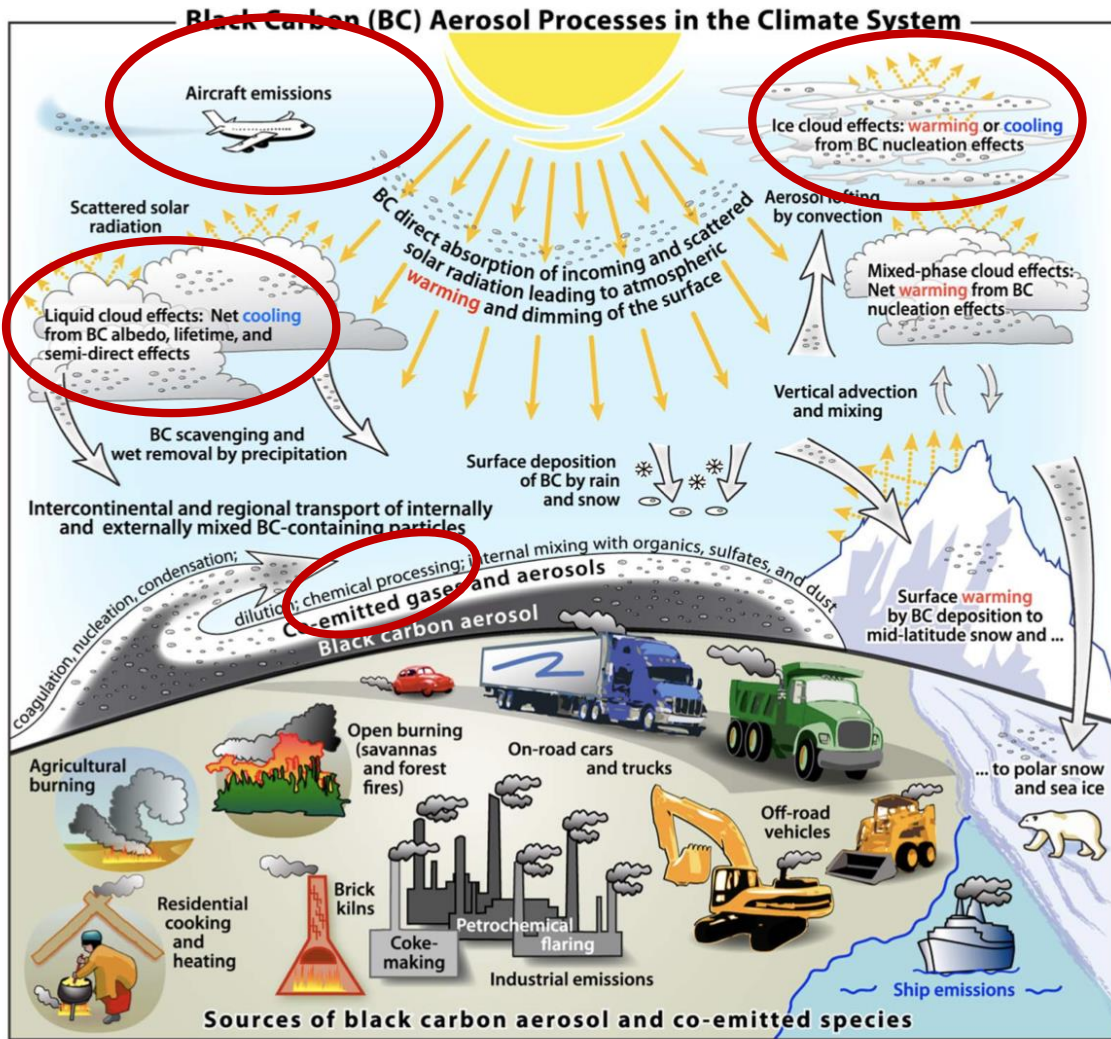 Black Carbon (BC) Aerosol Processes in the Climate System
Aircraft emissions
Ice cloud effects: warming or cooling
from BC nucleation effects
Scattered solar
radiation
BC direct absorption of incoming and scattered
solar radiation leading to atmospheric
warming and dimming of the surface
Aerosol lofting
by convection
Liquid cloud effects: Net cooling
from BC albedo, lifetime, and
semi-direct effects
Mixed-phase cloud effects:
Net warming from BC
nucleation effects
Vertical advection
and mixing
BC scavenging and
wet removal by precipitation
Surface deposition
of BC by rain
and snow
Intercontinental and regional transport of internally
and externally mixed BC-containing particles
coagulation, nucleation, condensation;
dilution; chemical processing; internal mixing with organics, sulfates, and dust
Co-emitted gases and aerosols
Black carbon aerosol
Surface warming
by BC deposition to
mid-latitude snow and ...
... to polar snow
and sea ice
Agricultural
burning
Open burning
(savannas
and forest
fires)
On-road cars
and trucks
Off-road
vehicles
Residential
cooking
and
heating
Brick
kilns
Coke-
making
Petrochemical
flaring
Industrial emissions
Ship emissions
Sources of black carbon aerosol and co-emitted species